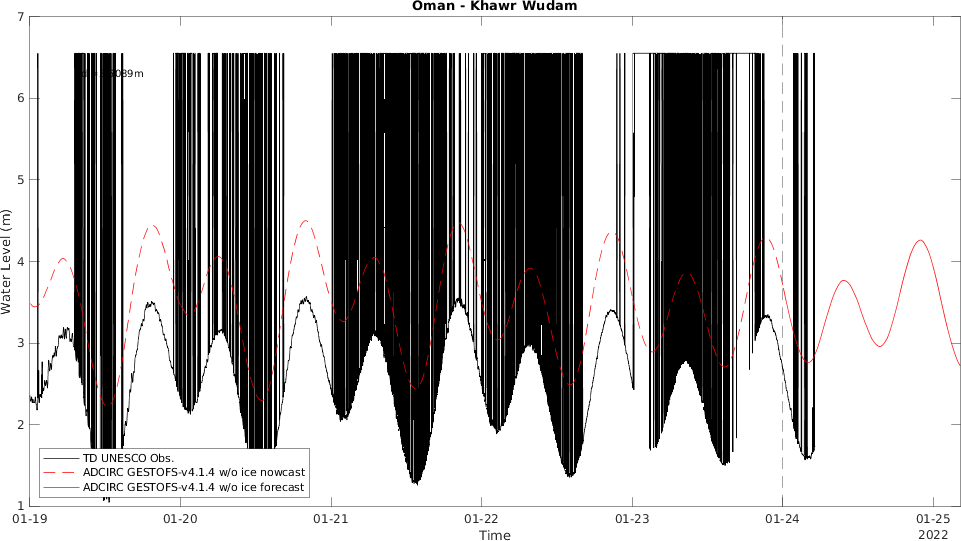 Oman - Khawr Wudam
7
6
5
4
3
2
1
Water Level (m)
089m
TD UNESCO Obs.
ADCIRC GESTOFS-v4.1.4 w/o ice nowcast
ADCIRC GESTOFS-v4.1.4 w/o ice forecast
01-19
01-20
01-21
01-22
01-23
01-24
01-25
Time
2022